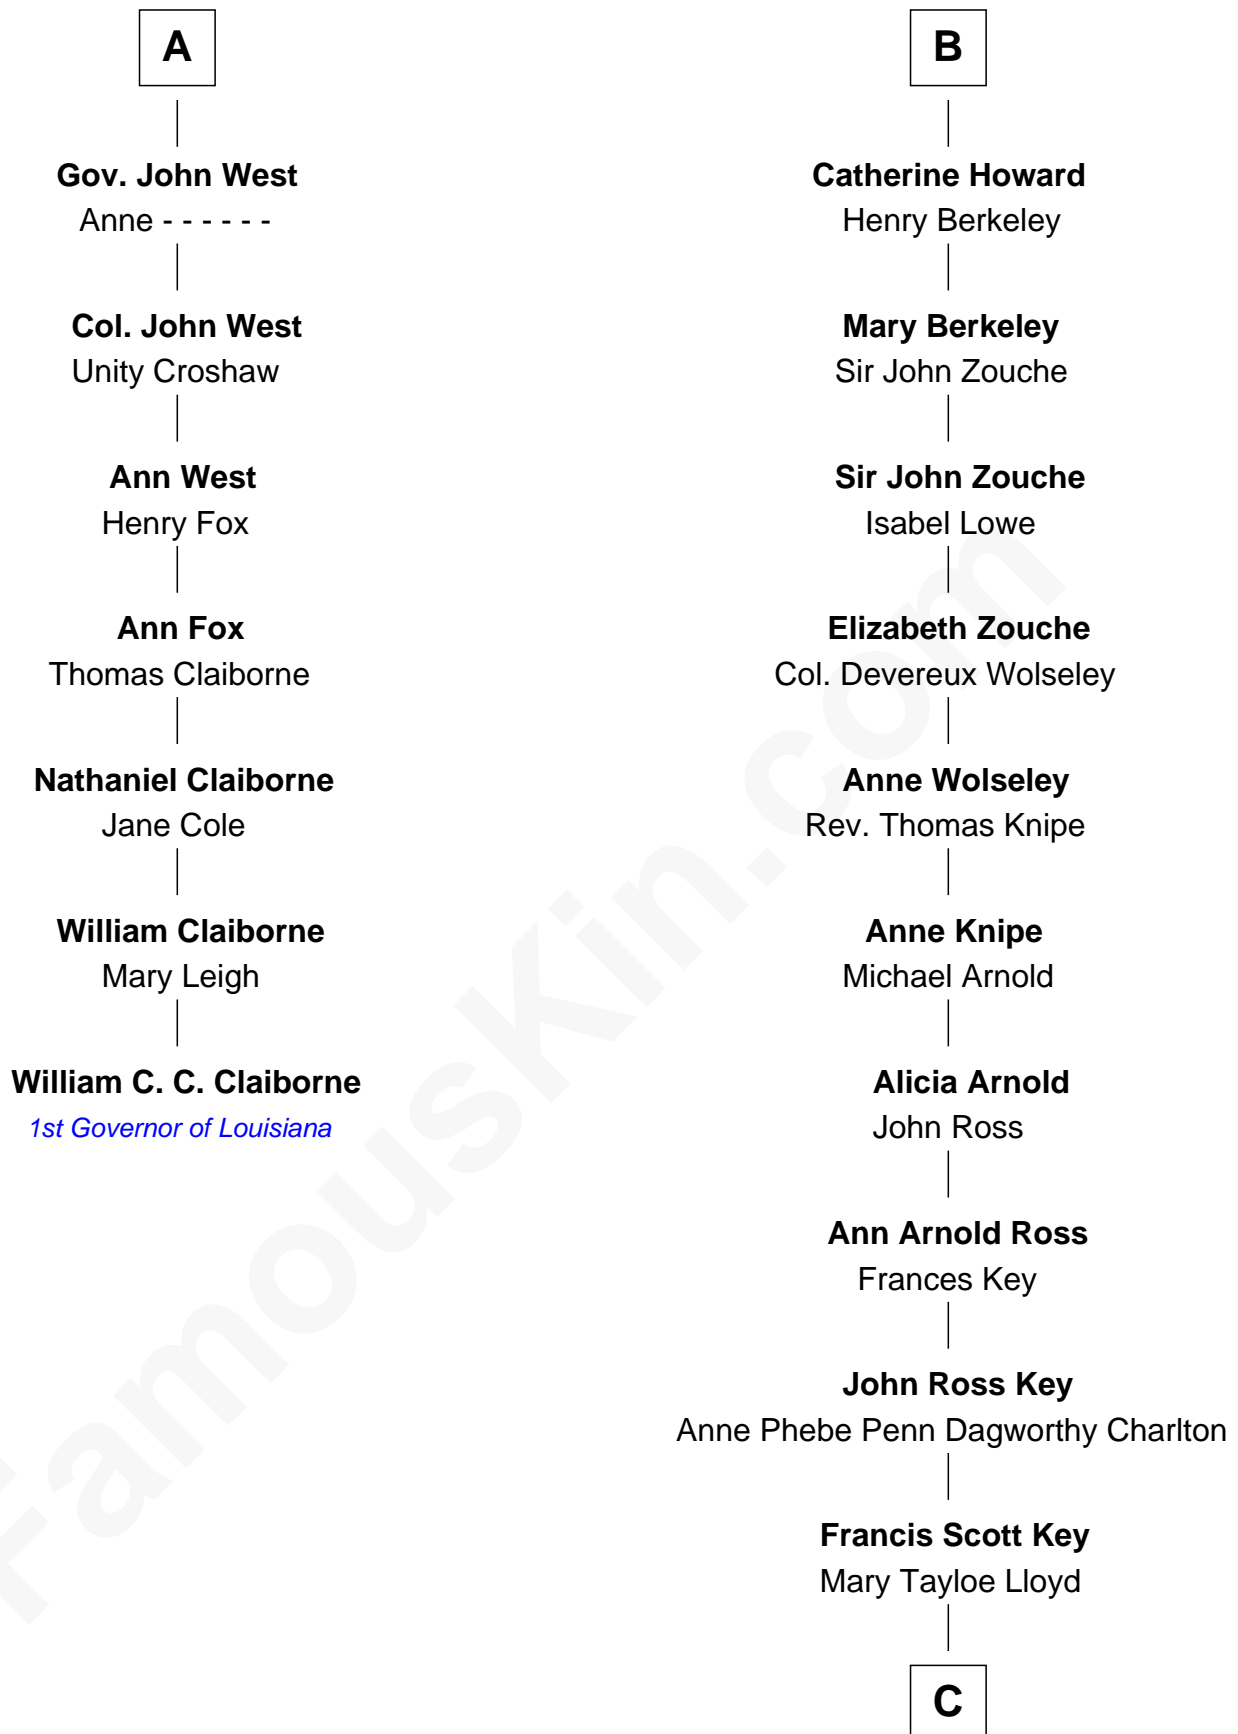 A
Gov. John West
Anne - - - - - -
Col. John West
Unity Croshaw
Ann West
Henry Fox
Ann Fox
Thomas Claiborne
Nathaniel Claiborne
Jane Cole
William Claiborne
Mary Leigh
William C. C. Claiborne
1st Governor of Louisiana
B
Catherine Howard
Henry Berkeley
Mary Berkeley
Sir John Zouche
Sir John Zouche
Isabel Lowe
Elizabeth Zouche
Col. Devereux Wolseley
Anne Wolseley
Rev. Thomas Knipe
Anne Knipe
Michael Arnold
Alicia Arnold
John Ross
Ann Arnold Ross
Frances Key
John Ross Key
Anne Phebe Penn Dagworthy Charlton
Francis Scott Key
Mary Tayloe Lloyd
C
FamousKin.com